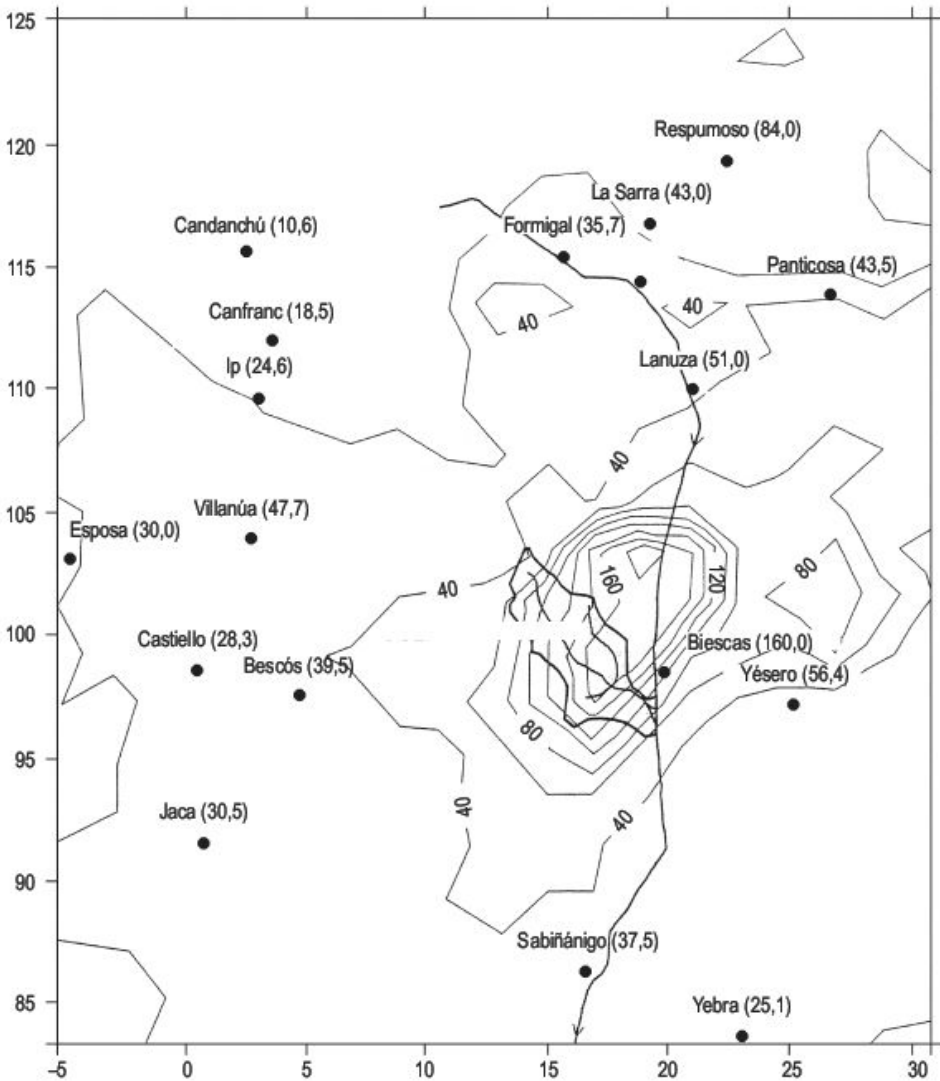 125
120
115
110
105
100
95
90
85
Respumoso (84,0)
La Sarra (43,0)
Candanchú (10,6)
Formigal (35,7)
Panticosa (43,5)
Canfranc (18,5)
40
40
Ip (24,6)
Lanuza (51,0)
40
Villanúa (47,7)
Esposa (30,0)
160
120
80
40
Castiello (28,3)
Biescas (160,0)
Bescós (39,5)
Yésero (56,4)
80
Jaca (30,5)
40
40
Sabiñánigo (37,5)
Yebra (25,1)
–5 0 5 10 15 20 25 30